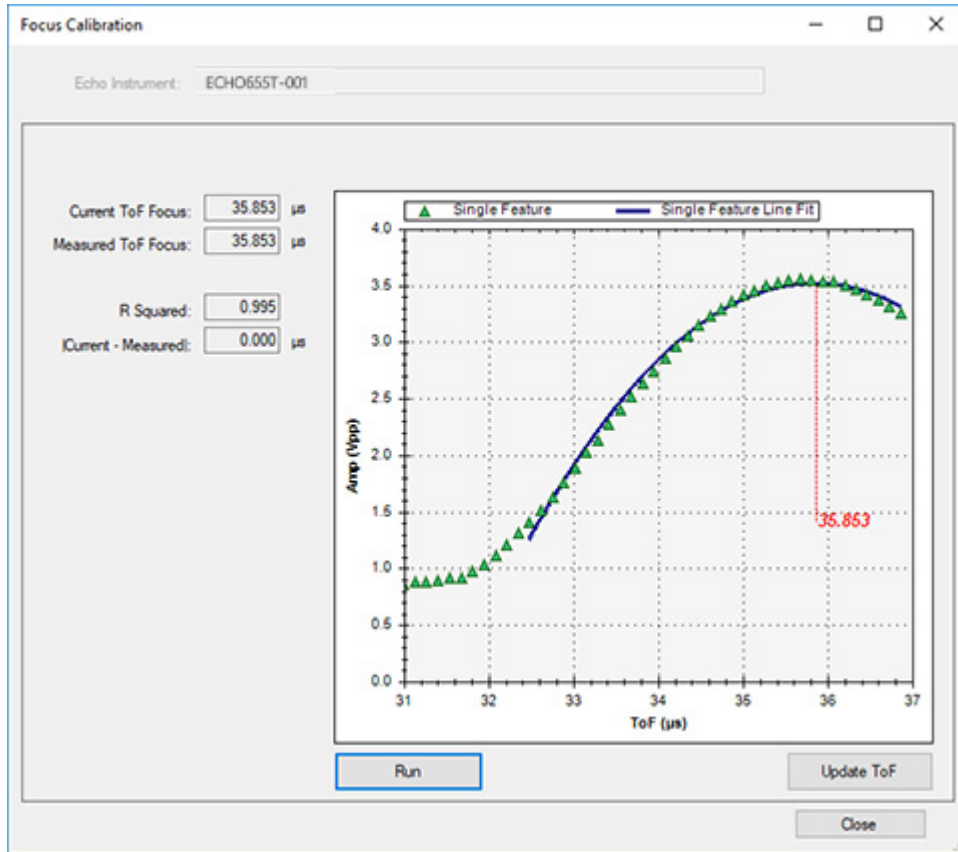 Focus Calibration
Echo Instrument: ECHO655T-001
Current ToF Focus: 35.853 µs
Measured ToF Focus: 35.853 µs
R Squared: 0.995
|Current - Measured|: 0.000 µs
Single Feature Single Feature Line Fit
4.0
3.5
3.0
2.5
2.0
1.5
1.0
0.5
0.0
Amp (Vpp)
35.853
31 32 33 34 35 36 37
ToF (µs)
Run Update ToF
Close